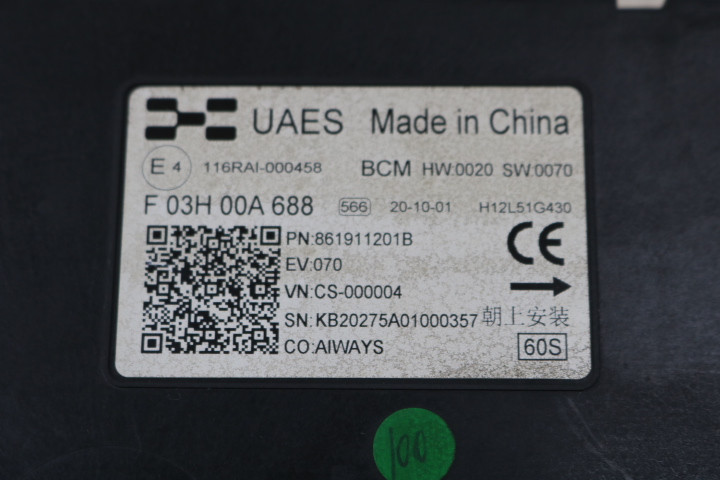 UAES Made in China
E4 116RAI-000458 BCM HW:0020 SW:0070
F 03H 00A 688 566 20-10-01 H12L51G430
PN:861911201B
CE
EV:070
VN:CS-000004
SN:KB20275A01000357 朝上安装
CO:AIWAYS 60S
100